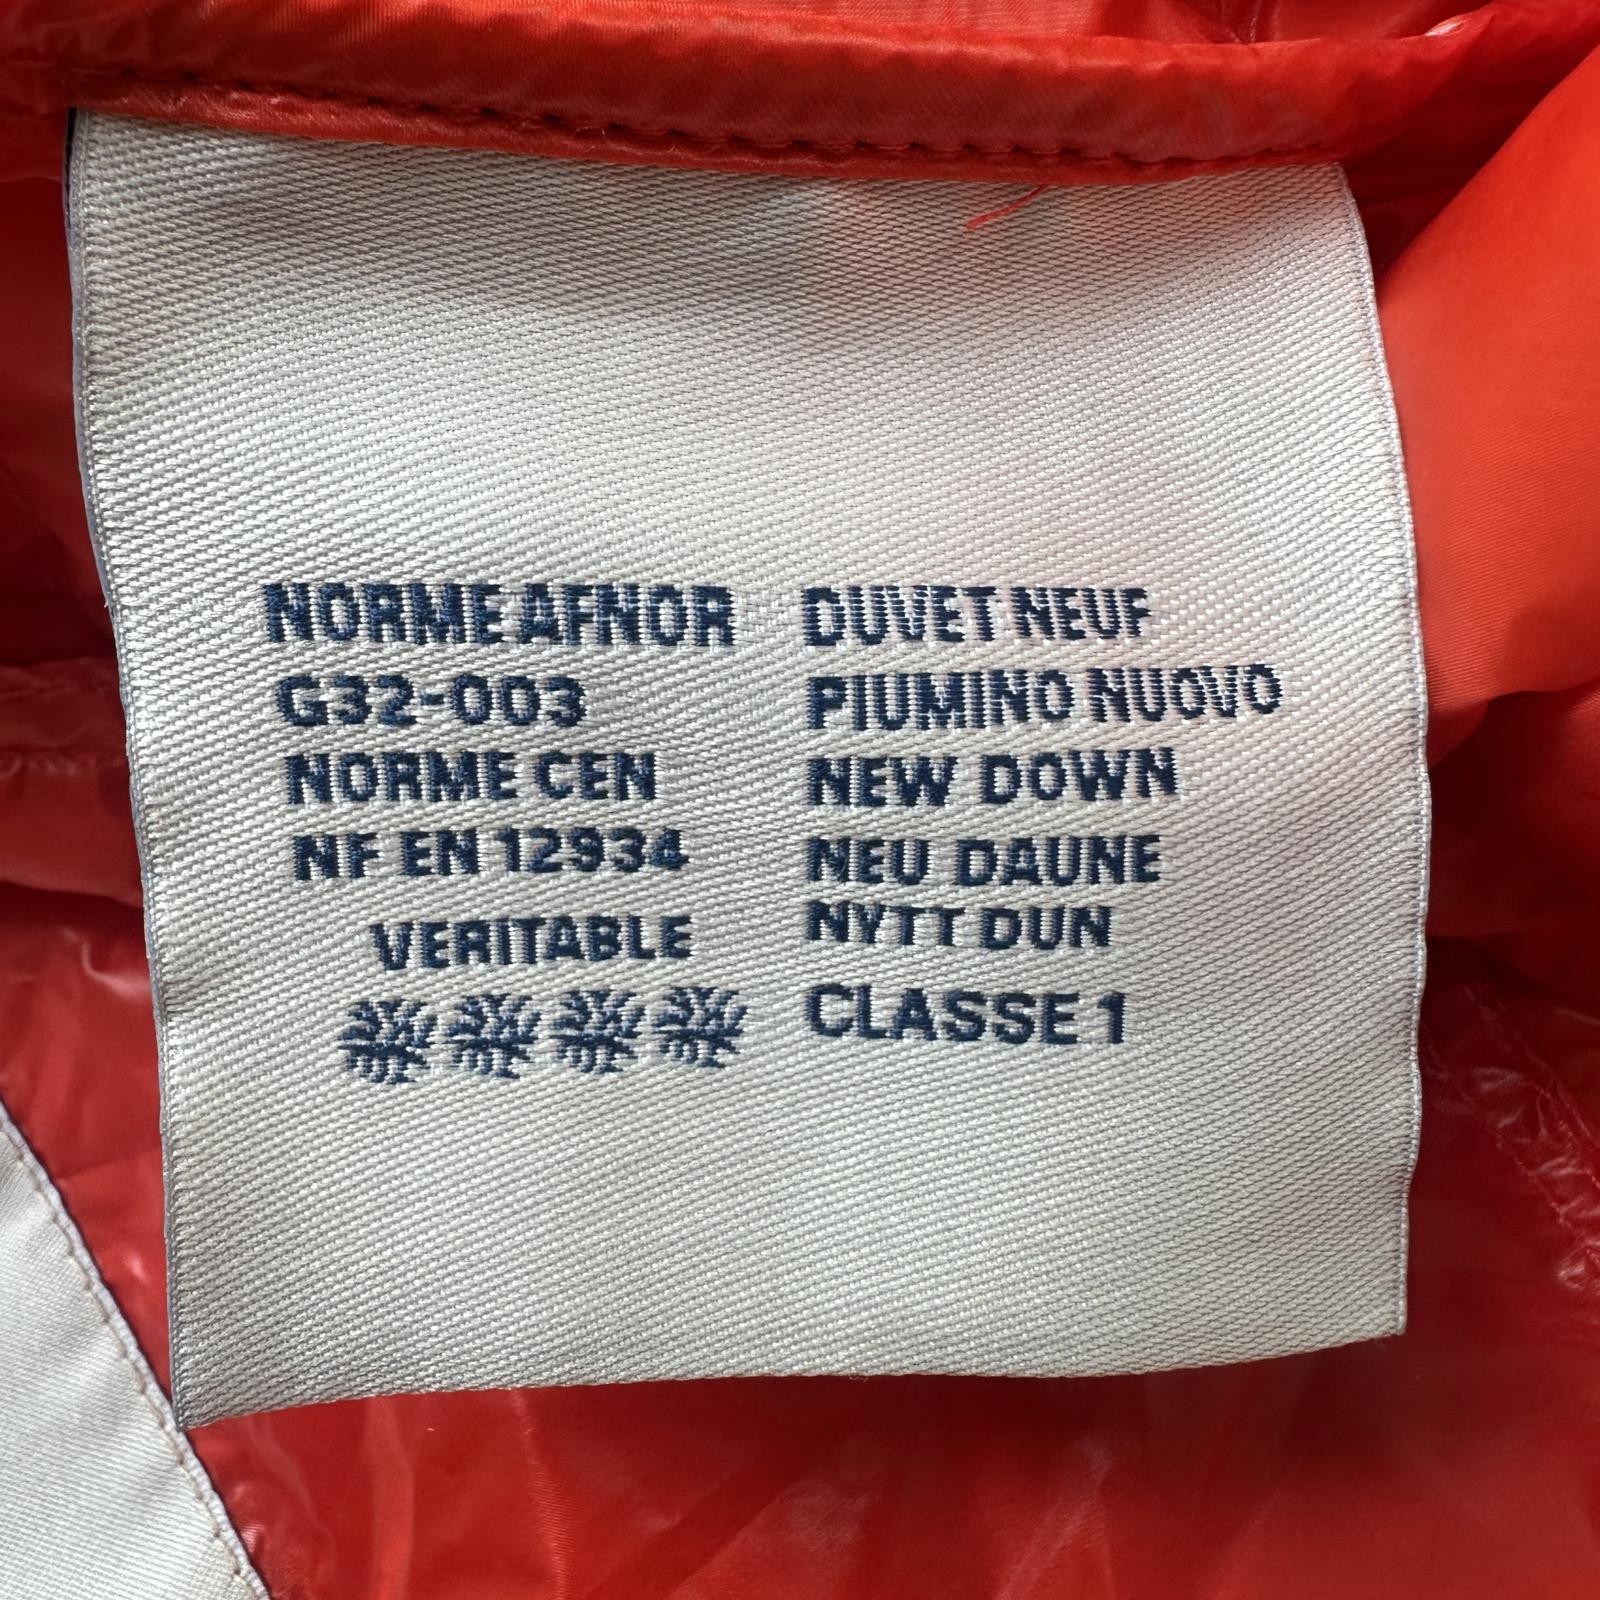 NORME AFNOR
G32-003
NORME CEN
NF EN 12934
VERITABLE
DUVET NEUF
PIUMINO NUOVO
NEW DOWN
NEU DAUNE
NYTT DUN
CLASSE 1